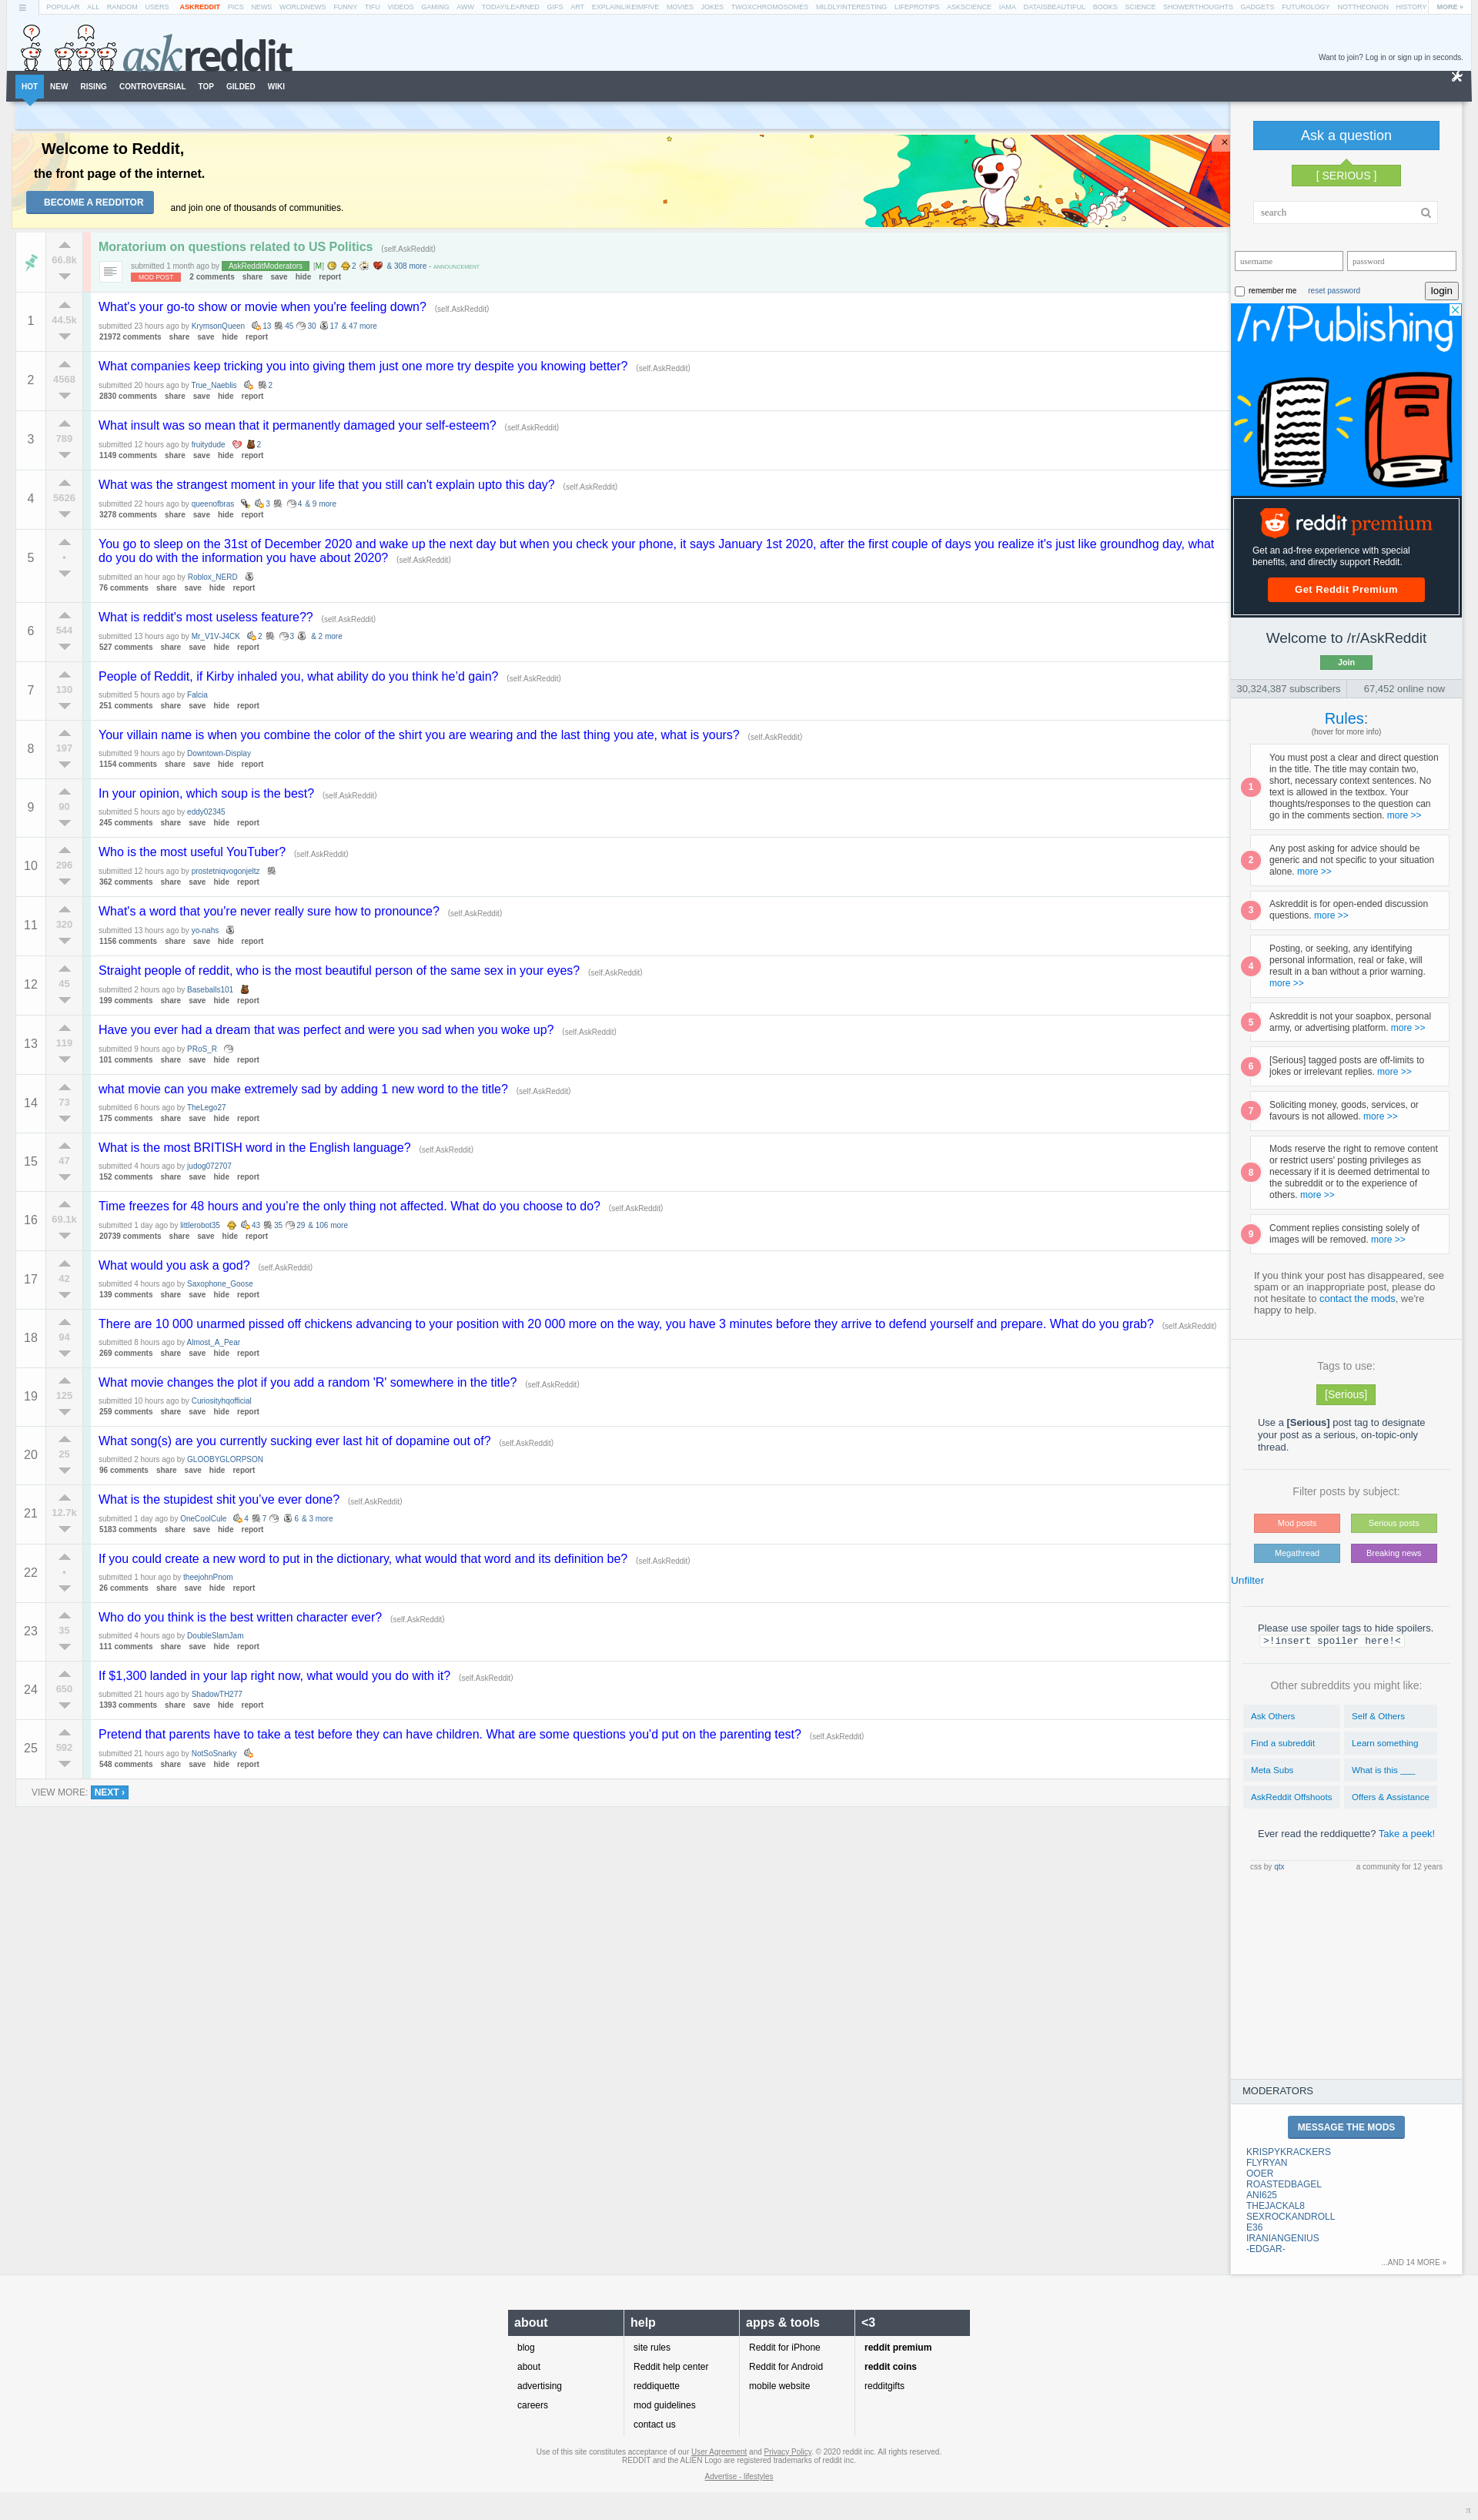 POPULAR ALL RANDOM USERS ASKREDDIT PICS NEWS WORLDNEWS FUNNY TIFU VIDEOS GAMING AWW TODAYILEARNED GIFS ART EXPLAINLIKEIMFIVE MOVIES JOKES TWOXCHROMOSOMES MILDLYINTERESTING LIFEPROTIPS ASKSCIENCE IAMA DATAISBEAUTIFUL BOOKS SCIENCE SHOWERTHOUGHTS GADGETS FUTUROLOGY NOTTHEONION HISTORY MORE »
askreddit
Want to join? Log in or sign up in seconds.
HOT NEW RISING CONTROVERSIAL TOP GILDED WIKI
Welcome to Reddit,
the front page of the internet.
BECOME A REDDITOR
and join one of thousands of communities.
×
66.8k
Moratorium on questions related to US Politics (self.AskReddit)
submitted 1 month ago by AskRedditModerators [M] 2 & 308 more - ANNOUNCEMENT
MOD POST 2 comments share save hide report
1
44.5k
What's your go-to show or movie when you're feeling down? (self.AskReddit)
submitted 23 hours ago by KrymsonQueen 13 45 30 17 & 47 more
21972 comments share save hide report
2
4568
What companies keep tricking you into giving them just one more try despite you knowing better? (self.AskReddit)
submitted 20 hours ago by True_Naeblis 2
2830 comments share save hide report
3
789
What insult was so mean that it permanently damaged your self-esteem? (self.AskReddit)
submitted 12 hours ago by fruitydude 2
1149 comments share save hide report
4
5626
What was the strangest moment in your life that you still can't explain upto this day? (self.AskReddit)
submitted 22 hours ago by queenofbras 3 4 & 9 more
3278 comments share save hide report
5
•
You go to sleep on the 31st of December 2020 and wake up the next day but when you check your phone, it says January 1st 2020, after the first couple of days you realize it's just like groundhog day, what
do you do with the information you have about 2020? (self.AskReddit)
submitted an hour ago by Roblox_NERD
76 comments share save hide report
6
544
What is reddit's most useless feature?? (self.AskReddit)
submitted 13 hours ago by Mr_V1V-J4CK 2 3 & 2 more
527 comments share save hide report
7
130
People of Reddit, if Kirby inhaled you, what ability do you think he'd gain? (self.AskReddit)
submitted 5 hours ago by Falcia
251 comments share save hide report
8
197
Your villain name is when you combine the color of the shirt you are wearing and the last thing you ate, what is yours? (self.AskReddit)
submitted 9 hours ago by Downtown-Display
1154 comments share save hide report
9
90
In your opinion, which soup is the best? (self.AskReddit)
submitted 5 hours ago by eddy02345
245 comments share save hide report
10
296
Who is the most useful YouTuber? (self.AskReddit)
submitted 12 hours ago by prostetniqvogonjeltz
362 comments share save hide report
11
320
What's a word that you're never really sure how to pronounce? (self.AskReddit)
submitted 13 hours ago by yo-nahs
1156 comments share save hide report
12
45
Straight people of reddit, who is the most beautiful person of the same sex in your eyes? (self.AskReddit)
submitted 2 hours ago by Baseballs101
199 comments share save hide report
13
119
Have you ever had a dream that was perfect and were you sad when you woke up? (self.AskReddit)
submitted 9 hours ago by PRoS_R
101 comments share save hide report
14
73
what movie can you make extremely sad by adding 1 new word to the title? (self.AskReddit)
submitted 6 hours ago by TheLego27
175 comments share save hide report
15
47
What is the most BRITISH word in the English language? (self.AskReddit)
submitted 4 hours ago by judog072707
152 comments share save hide report
16
69.1k
Time freezes for 48 hours and you're the only thing not affected. What do you choose to do? (self.AskReddit)
submitted 1 day ago by littlerobot35 43 35 29 & 106 more
20739 comments share save hide report
17
42
What would you ask a god? (self.AskReddit)
submitted 4 hours ago by Saxophone_Goose
139 comments share save hide report
18
94
There are 10 000 unarmed pissed off chickens advancing to your position with 20 000 more on the way, you have 3 minutes before they arrive to defend yourself and prepare. What do you grab? (self.AskReddit)
submitted 8 hours ago by Almost_A_Pear
269 comments share save hide report
19
125
What movie changes the plot if you add a random 'R' somewhere in the title? (self.AskReddit)
submitted 10 hours ago by Curiosityhqofficial
259 comments share save hide report
20
25
What song(s) are you currently sucking ever last hit of dopamine out of? (self.AskReddit)
submitted 2 hours ago by GLOOBYGLORPSON
96 comments share save hide report
21
12.7k
What is the stupidest shit you've ever done? (self.AskReddit)
submitted 1 day ago by OneCoolCule 4 7 6 & 3 more
5183 comments share save hide report
22
•
If you could create a new word to put in the dictionary, what would that word and its definition be? (self.AskReddit)
submitted 1 hour ago by theejohnPnom
26 comments share save hide report
23
35
Who do you think is the best written character ever? (self.AskReddit)
submitted 4 hours ago by DoubleSlamJam
111 comments share save hide report
24
650
If $1,300 landed in your lap right now, what would you do with it? (self.AskReddit)
submitted 21 hours ago by ShadowTH277
1393 comments share save hide report
25
592
Pretend that parents have to take a test before they can have children. What are some questions you'd put on the parenting test? (self.AskReddit)
submitted 21 hours ago by NotSoSnarky
548 comments share save hide report
VIEW MORE: NEXT ›
Ask a question
[ SERIOUS ]
search
username password
remember me reset password login
/r/Publishing
reddit premium
Get an ad-free experience with special
benefits, and directly support Reddit.
Get Reddit Premium
Welcome to /r/AskReddit
Join
30,324,387 subscribers 67,452 online now
Rules:
(hover for more info)
1
You must post a clear and direct question
in the title. The title may contain two,
short, necessary context sentences. No
text is allowed in the textbox. Your
thoughts/responses to the question can
go in the comments section. more >>
2
Any post asking for advice should be
generic and not specific to your situation
alone. more >>
3
Askreddit is for open-ended discussion
questions. more >>
4
Posting, or seeking, any identifying
personal information, real or fake, will
result in a ban without a prior warning.
more >>
5
Askreddit is not your soapbox, personal
army, or advertising platform. more >>
6
[Serious] tagged posts are off-limits to
jokes or irrelevant replies. more >>
7
Soliciting money, goods, services, or
favours is not allowed. more >>
8
Mods reserve the right to remove content
or restrict users' posting privileges as
necessary if it is deemed detrimental to
the subreddit or to the experience of
others. more >>
9
Comment replies consisting solely of
images will be removed. more >>
If you think your post has disappeared, see
spam or an inappropriate post, please do
not hesitate to contact the mods, we're
happy to help.
Tags to use:
[Serious]
Use a [Serious] post tag to designate
your post as a serious, on-topic-only
thread.
Filter posts by subject:
Mod posts Serious posts
Megathread Breaking news
Unfilter
Please use spoiler tags to hide spoilers.
>!insert spoiler here!<
Other subreddits you might like:
Ask Others Self & Others
Find a subreddit Learn something
Meta Subs What is this ___
AskReddit Offshoots Offers & Assistance
Ever read the reddiquette? Take a peek!
css by qtx a community for 12 years
MODERATORS
MESSAGE THE MODS
KRISPYKRACKERS
FLYRYAN
OOER
ROASTEDBAGEL
ANI625
THEJACKAL8
SEXROCKANDROLL
E36
IRANIANGENIUS
-EDGAR-
...AND 14 MORE »
about help apps & tools <3
blog site rules Reddit for iPhone reddit premium
about Reddit help center Reddit for Android reddit coins
advertising reddiquette mobile website redditgifts
careers mod guidelines
contact us
Use of this site constitutes acceptance of our User Agreement and Privacy Policy. © 2020 reddit inc. All rights reserved.
REDDIT and the ALIEN Logo are registered trademarks of reddit inc.
Advertise - lifestyles